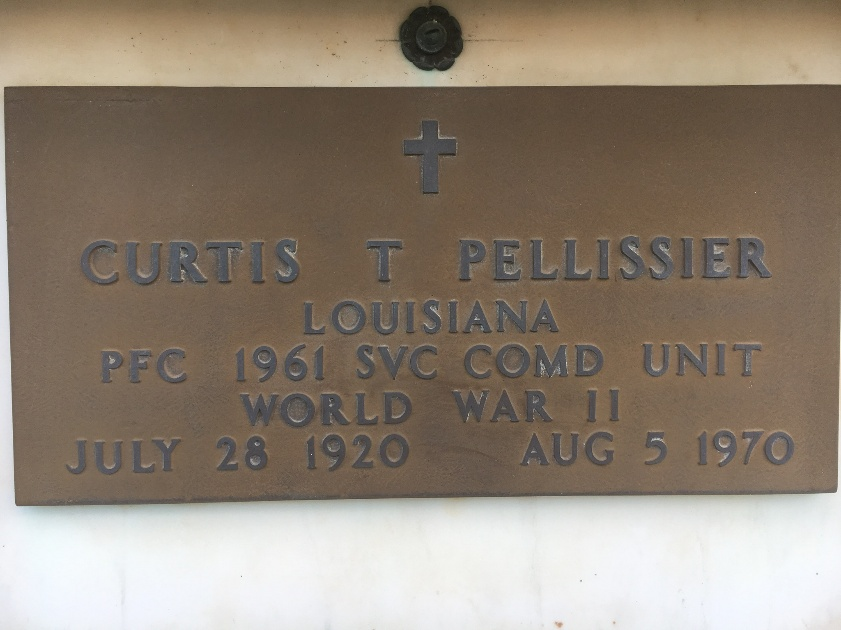 CURTIS T PELLISSIER
LOUISIANA
PFC 1961 SVC COMD UNIT
WORLD WAR II
JULY 28 1920 AUG 5 1970